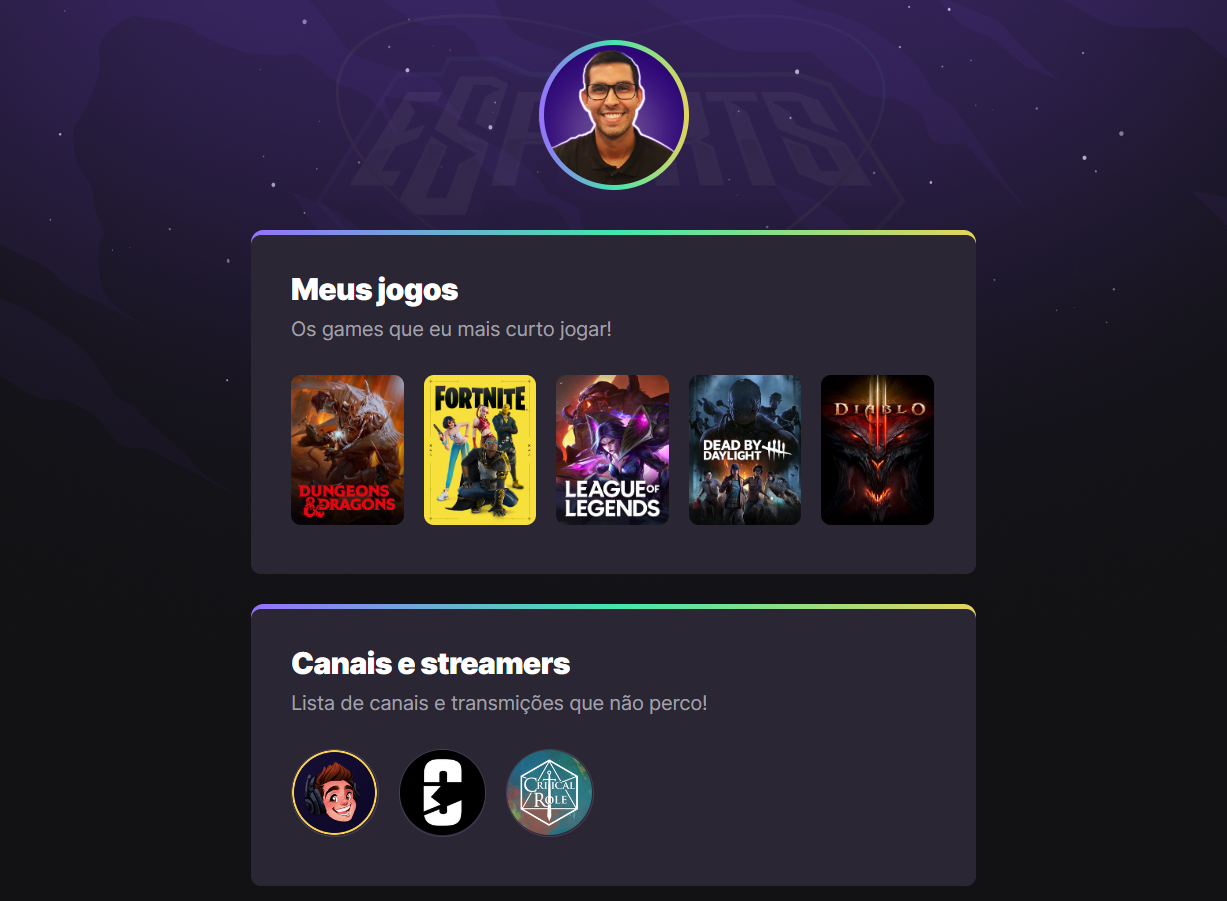 ESPORTS
Meus jogos
Os games que eu mais curto jogar!
DUNGEONS
&DRAGONS
FORTNITE
LEAGUE OF
LEGENDS
DEAD BY
DAYLIGHT
DIABLO
Canais e streamers
Lista de canais e transmições que não perco!
CRITICAL
ROLE